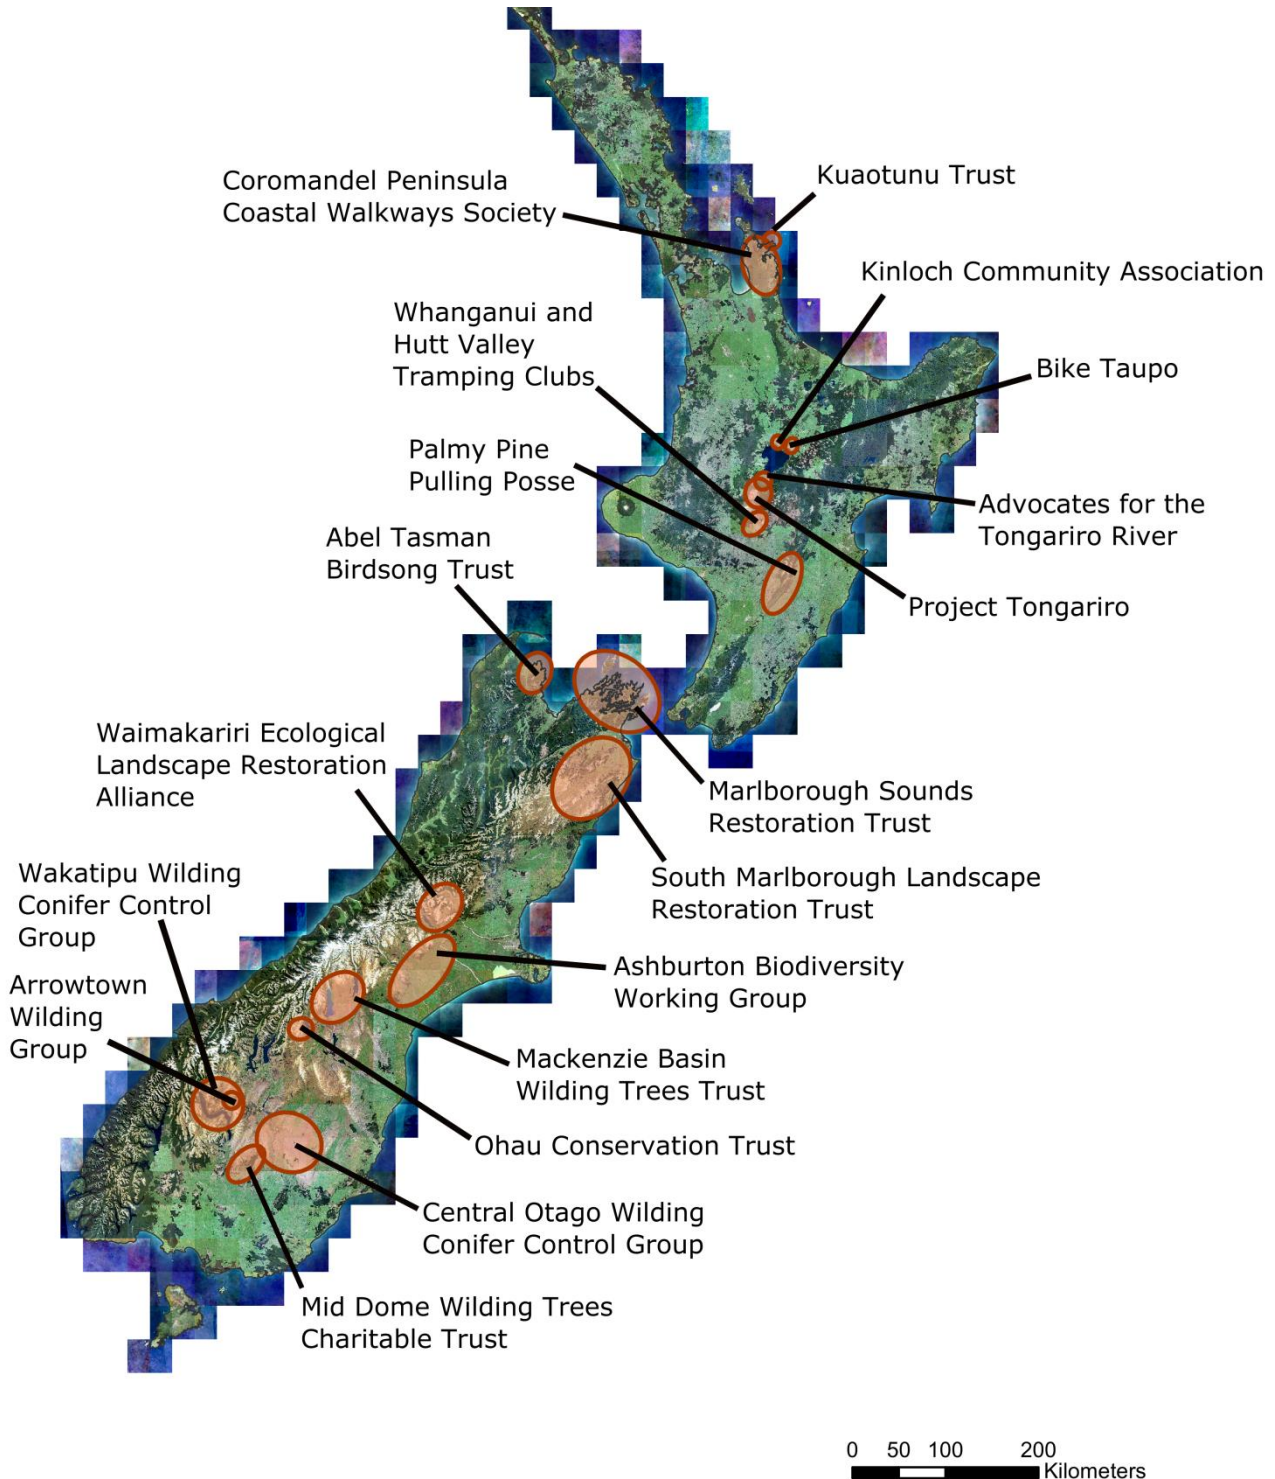 Kuaotunu Trust
Coromandel Peninsula
Coastal Walkways Society
Kinloch Community Association
Whanganui and
Hutt Valley
Tramping Clubs
Bike Taupo
Palmy Pine
Pulling Posse
Advocates for the
Tongariro River
Abel Tasman
Birdsong Trust
Project Tongariro
Waimakariri Ecological
Landscape Restoration
Alliance
Marlborough Sounds
Restoration Trust
Wakatipu Wilding
Conifer Control
Group
South Marlborough Landscape
Restoration Trust
Ashburton Biodiversity
Working Group
Arrowtown
Wilding
Group
Mackenzie Basin
Wilding Trees Trust
Ohau Conservation Trust
Central Otago Wilding
Conifer Control Group
Mid Dome Wilding Trees
Charitable Trust
0 50 100 200
Kilometers